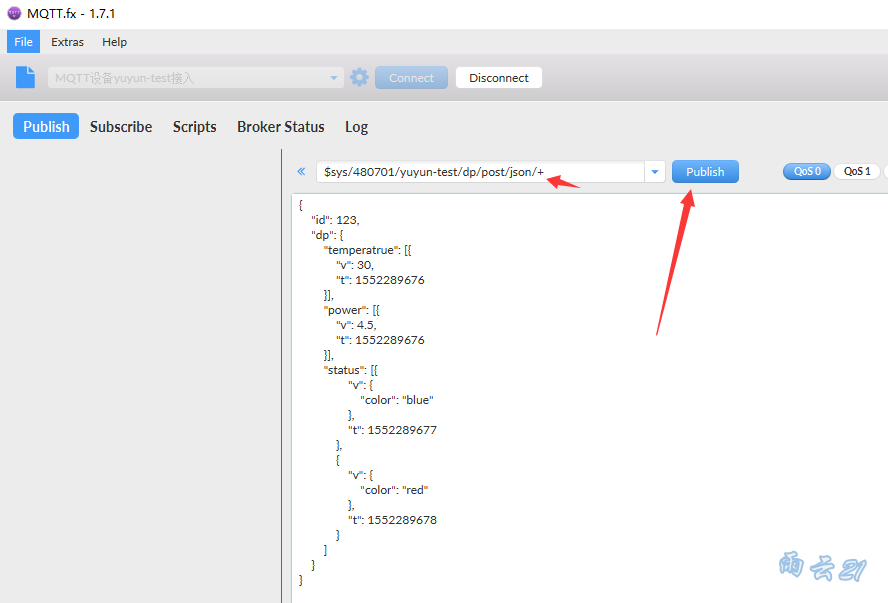 MQTT.fx - 1.7.1
File Extras Help
MQTT设备yuyun-test接入 Connect Disconnect
Publish Subscribe Scripts Broker Status Log
« $sys/480701/yuyun-test/dp/post/json/+ Publish QoS 0 QoS 1
{
"id": 123,
"dp": {
"temperatrue": [{
"v": 30,
"t": 1552289676
}],
"power": [{
"v": 4.5,
"t": 1552289676
}],
"status": [{
"v": {
"color": "blue"
},
"t": 1552289677
},
{
"v": {
"color": "red"
},
"t": 1552289678
}
]
}
}
雨云21